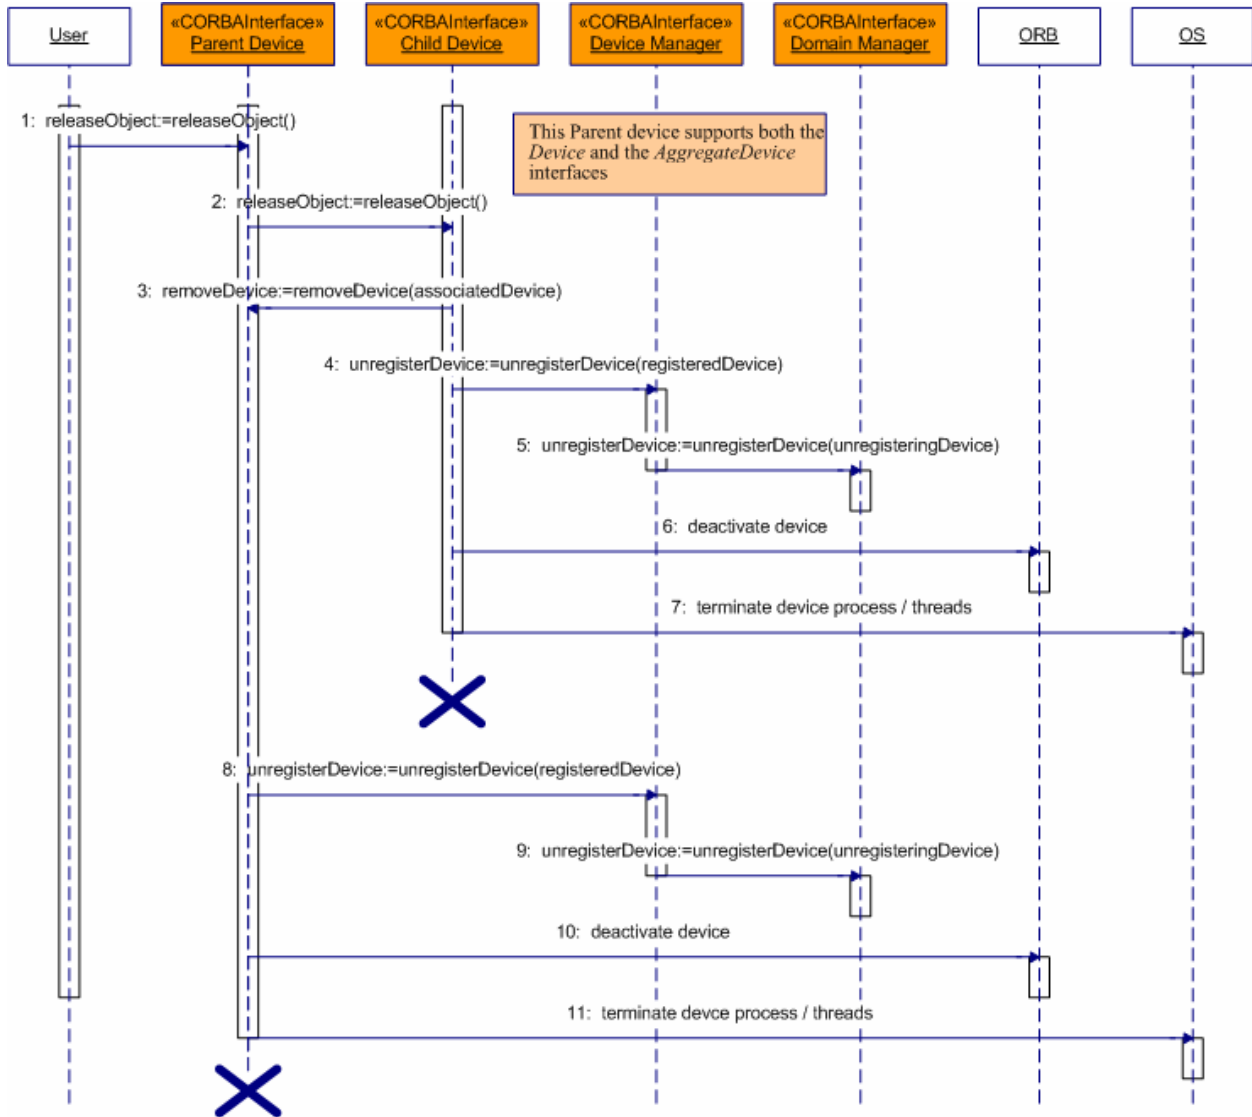 User
«CORBAInterface»
Parent Device
«CORBAInterface»
Child Device
«CORBAInterface»
Device Manager
«CORBAInterface»
Domain Manager
ORB
OS
1: releaseObject:=releaseObject()
This Parent device supports both the
Device and the AggregateDevice
interfaces
2: releaseObject:=releaseObject()
3: removeDevice:=removeDevice(associatedDevice)
4: unregisterDevice:=unregisterDevice(registeredDevice)
5: unregisterDevice:=unregisterDevice(unregisteringDevice)
6: deactivate device
7: terminate device process / threads
8: unregisterDevice:=unregisterDevice(registeredDevice)
9: unregisterDevice:=unregisterDevice(unregisteringDevice)
10: deactivate device
11: terminate devce process / threads